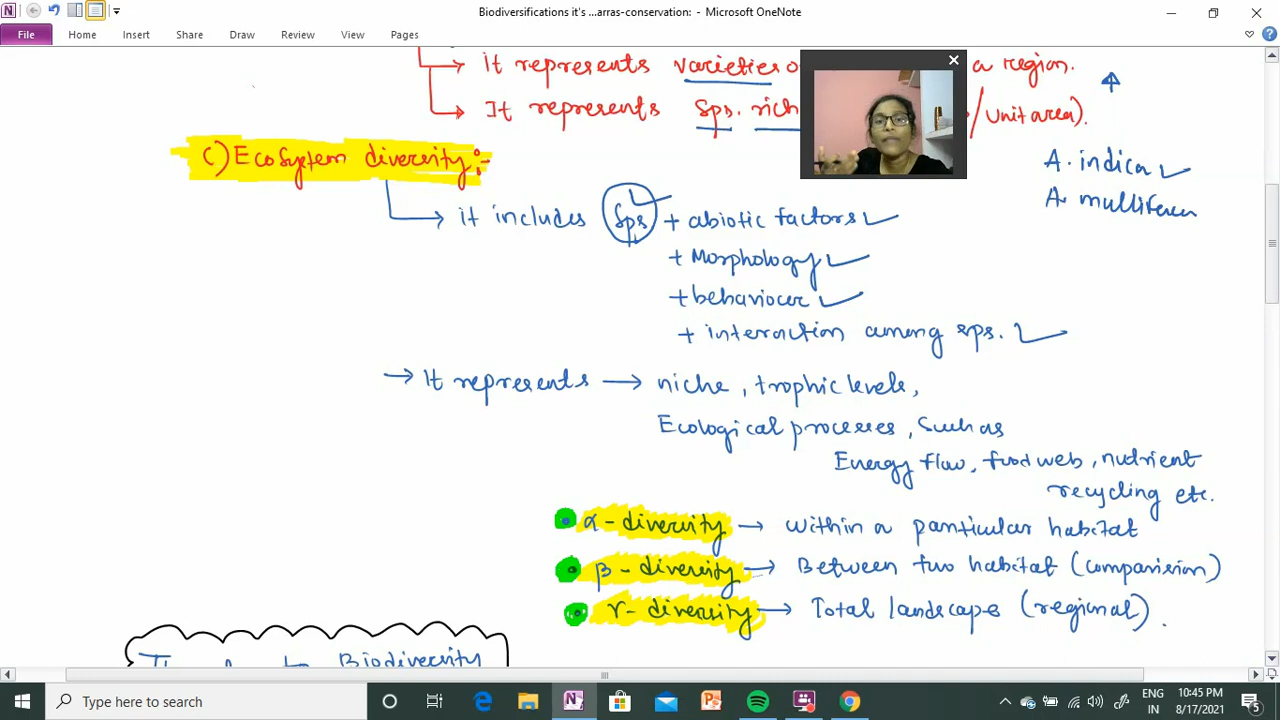 Biodiversifications it's ...arras-conservation: - Microsoft OneNote
File Home Insert Share Draw Review View Pages
It represents varieties a region.
It represents Sps. rich /unit area).
C) Ecosystem diversity:-
A. indica
A.
it includes Sps + abiotic factors
+ Morphology
+ behaviour
+ interaction among sps.
→ It represents → niche, trophic levels,
Ecological processes, Such as
Energy flow, food web, nutrient
recycling etc.
α - diversity → within a particular habitat
β - diversity → Between two habitat (comparision)
γ - diversity → Total landscapes (regional).
to Biodiversity
Type here to search
ENG
IN
10:45 PM
8/17/2021
5